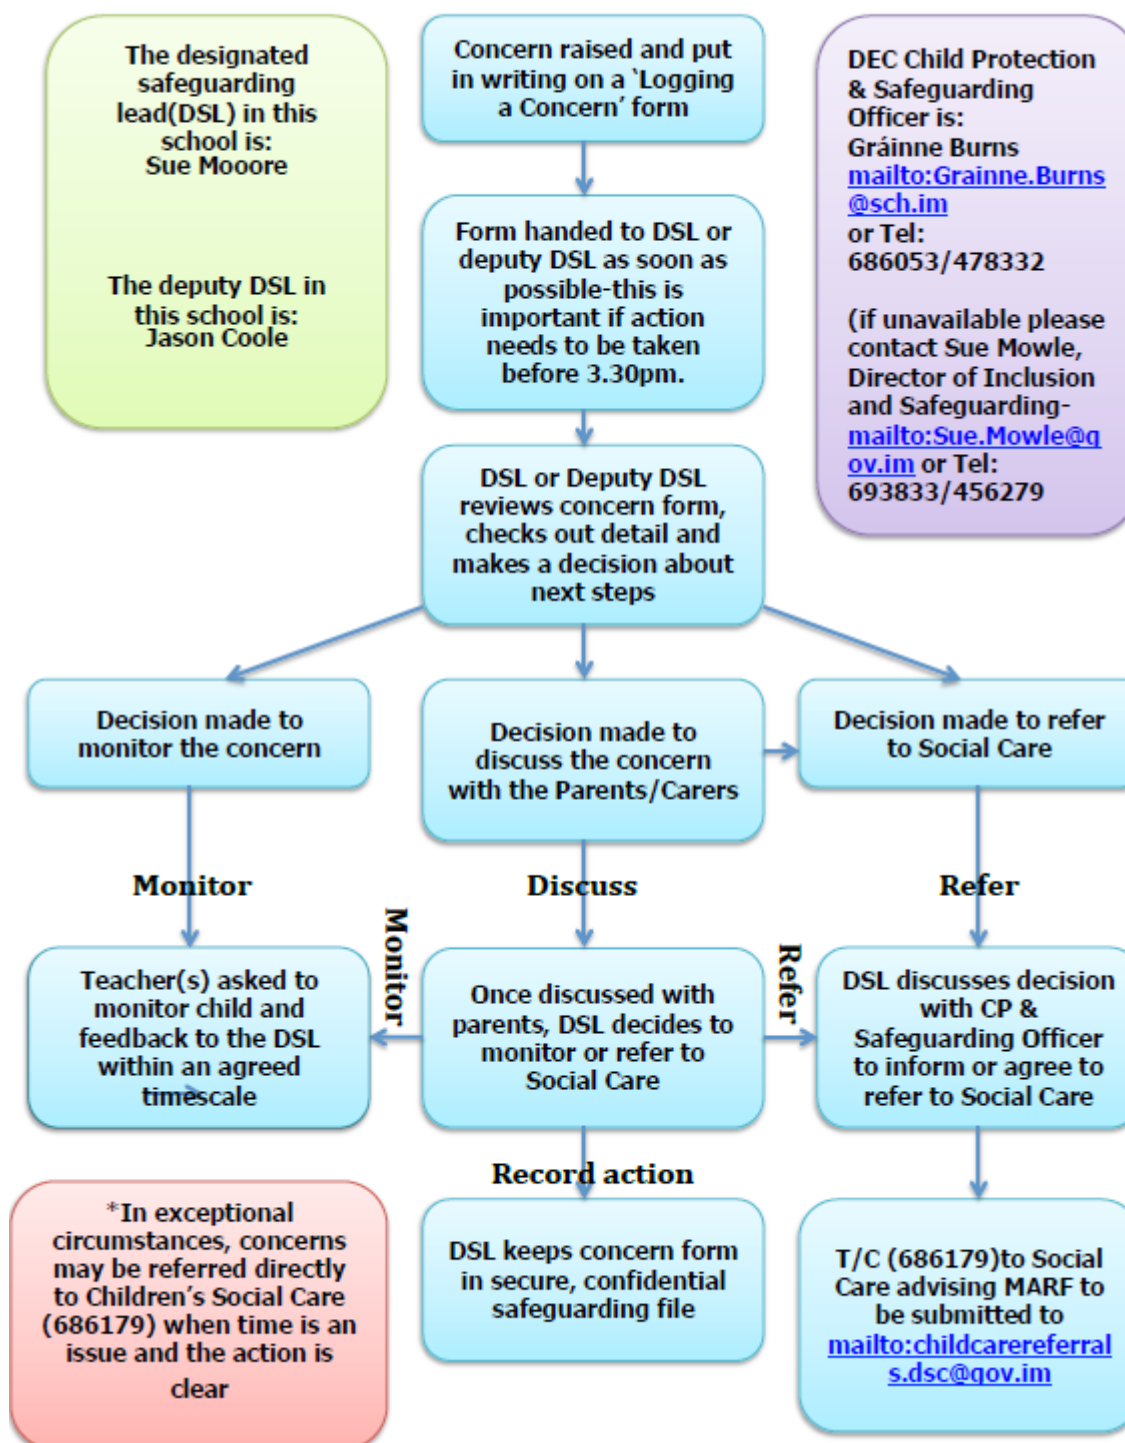 The designated
safeguarding
lead(DSL) in this
school is:
Sue Mooore
The deputy DSL in
this school is:
Jason Coole
Concern raised and put
in writing on a ‘Logging
a Concern’ form
DEC Child Protection
& Safeguarding
Officer is:
Gráinne Burns
mailto:Grainne.Burns
@sch.im
or Tel:
686053/478332
(if unavailable please
contact Sue Mowle,
Director of Inclusion
and Safeguarding-
mailto:Sue.Mowle@g
ov.im or Tel:
693833/456279
Form handed to DSL or
deputy DSL as soon as
possible-this is
important if action
needs to be taken
before 3.30pm.
DSL or Deputy DSL
reviews concern form,
checks out detail and
makes a decision about
next steps
Decision made to
monitor the concern
Decision made to
discuss the concern
with the Parents/Carers
Decision made to refer
to Social Care
Monitor
Discuss
Refer
Monitor
Refer
Teacher(s) asked to
monitor child and
feedback to the DSL
within an agreed
timescale
Once discussed with
parents, DSL decides to
monitor or refer to
Social Care
DSL discusses decision
with CP &
Safeguarding Officer
to inform or agree to
refer to Social Care
Record action
*In exceptional
circumstances, concerns
may be referred directly
to Children’s Social Care
(686179) when time is an
issue and the action is
clear
DSL keeps concern form
in secure, confidential
safeguarding file
T/C (686179)to Social
Care advising MARF to
be submitted to
mailto:childcarereferral
s.dsc@gov.im